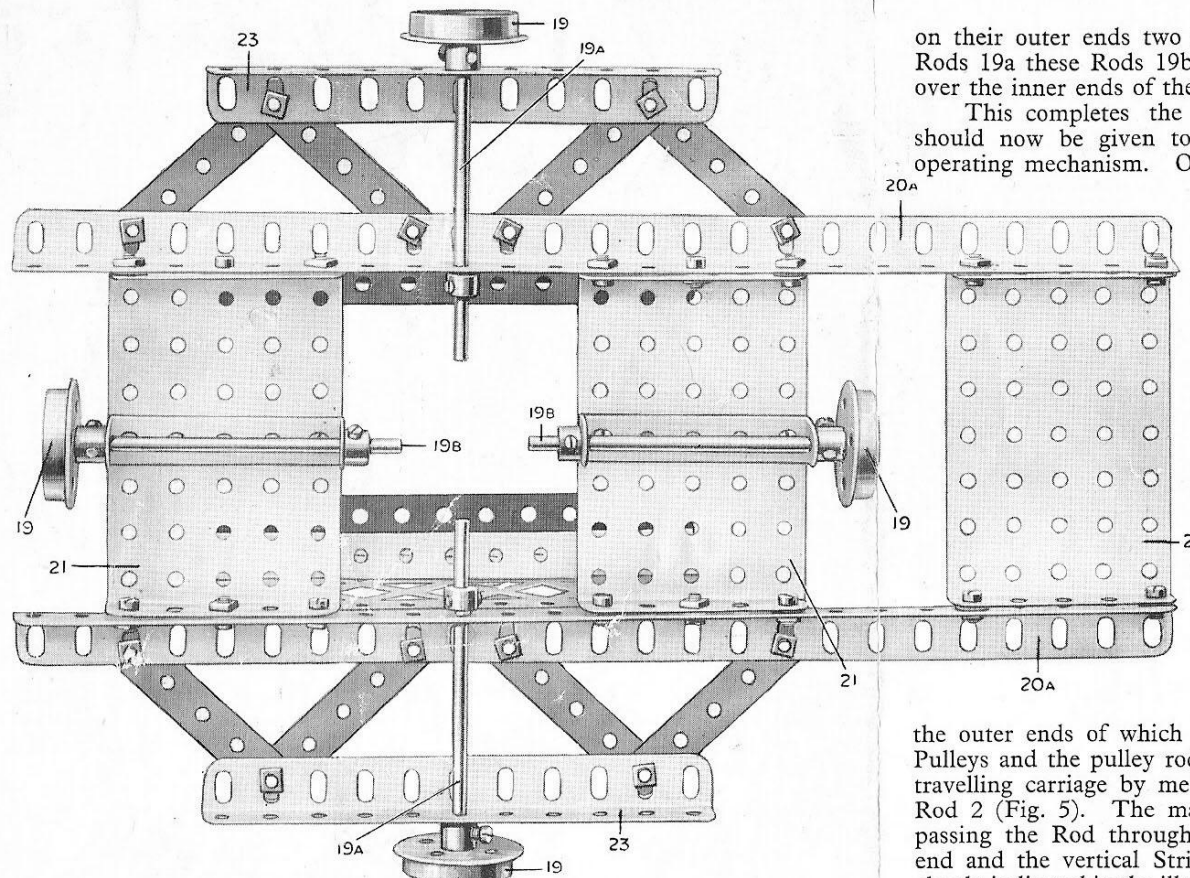 on their outer ends two
Rods 19a these Rods 19b
over the inner ends of the
This completes the
should now be given to
operating mechanism. O
19
23
19A
20A
19B
19B
19
19
21
21
20A
19A
23
19
the outer ends of which
Pulleys and the pulley ro
travelling carriage by me
Rod 2 (Fig. 5). The ma
passing the Rod through
end and the vertical Stri